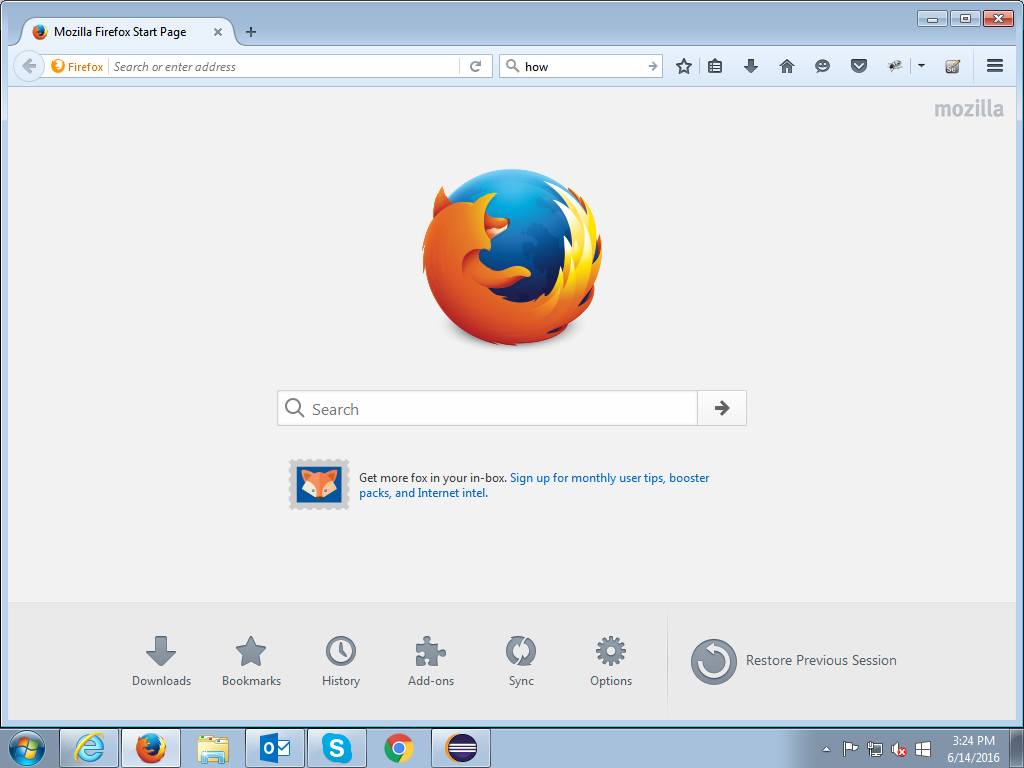 Mozilla Firefox Start Page
Firefox Search or enter address how
mozilla
Search
Get more fox in your in-box. Sign up for monthly user tips, booster
packs, and Internet intel.
Downloads Bookmarks History Add-ons Sync Options Restore Previous Session
3:24 PM
6/14/2016